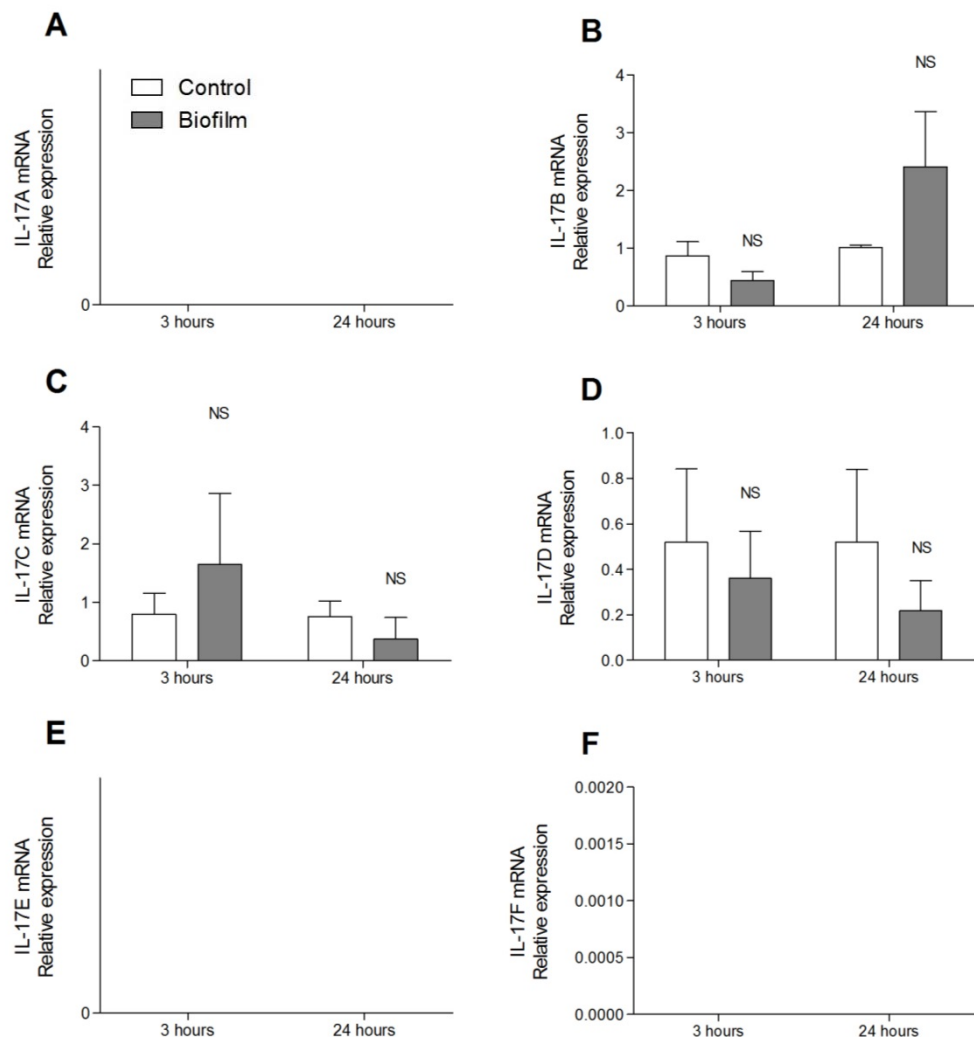 A
Control
Biofilm
IL-17A mRNA
Relative expression
0
3 hours
24 hours
B
NS
NS
IL-17B mRNA
Relative expression
4
3
2
1
0
3 hours
24 hours
C
NS
NS
IL-17C mRNA
Relative expression
4
3
2
1
0
3 hours
24 hours
D
NS
NS
IL-17D mRNA
Relative expression
1.0
0.8
0.6
0.4
0.2
0.0
3 hours
24 hours
E
IL-17E mRNA
Relative expression
0
3 hours
24 hours
F
IL-17F mRNA
Relative expression
0.0020
0.0015
0.0010
0.0005
0.0000
3 hours
24 hours